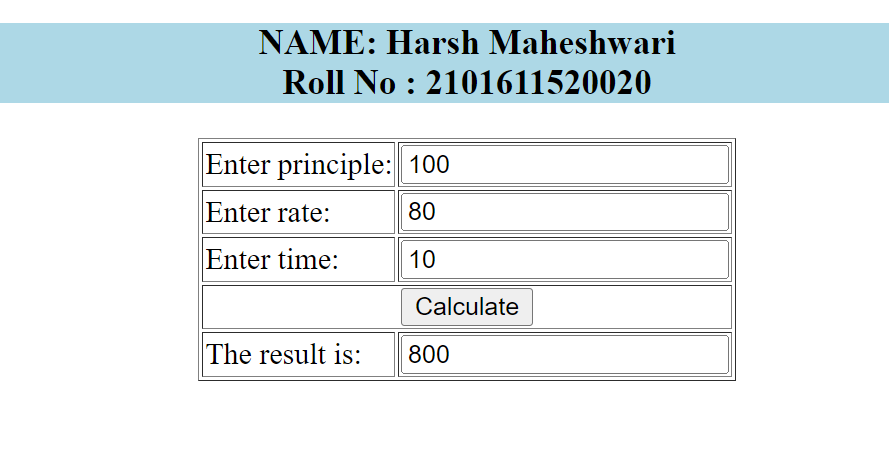 NAME: Harsh Maheshwari
Roll No : 2101611520020
Enter principle: 100
Enter rate: 80
Enter time: 10
Calculate
The result is: 800